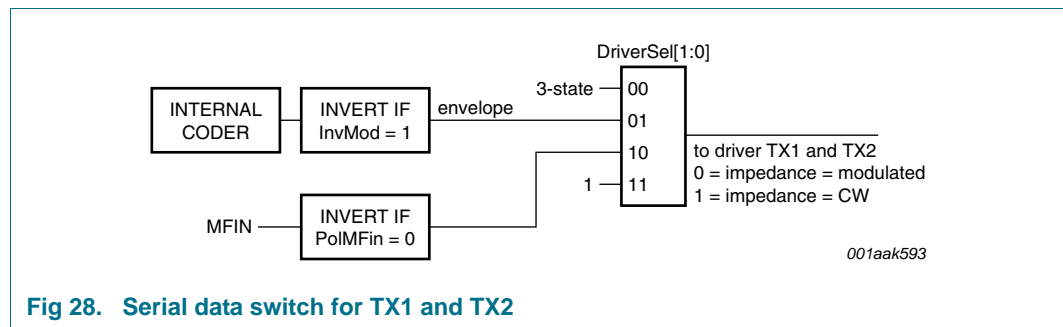 DriverSel[1:0]
3-state
00
INTERNAL
CODER
INVERT IF
InvMod = 1
envelope
01
10
to driver TX1 and TX2
0 = impedance = modulated
1 = impedance = CW
1
11
MFIN
INVERT IF
PolMFin = 0
001aak593
Fig 28. Serial data switch for TX1 and TX2